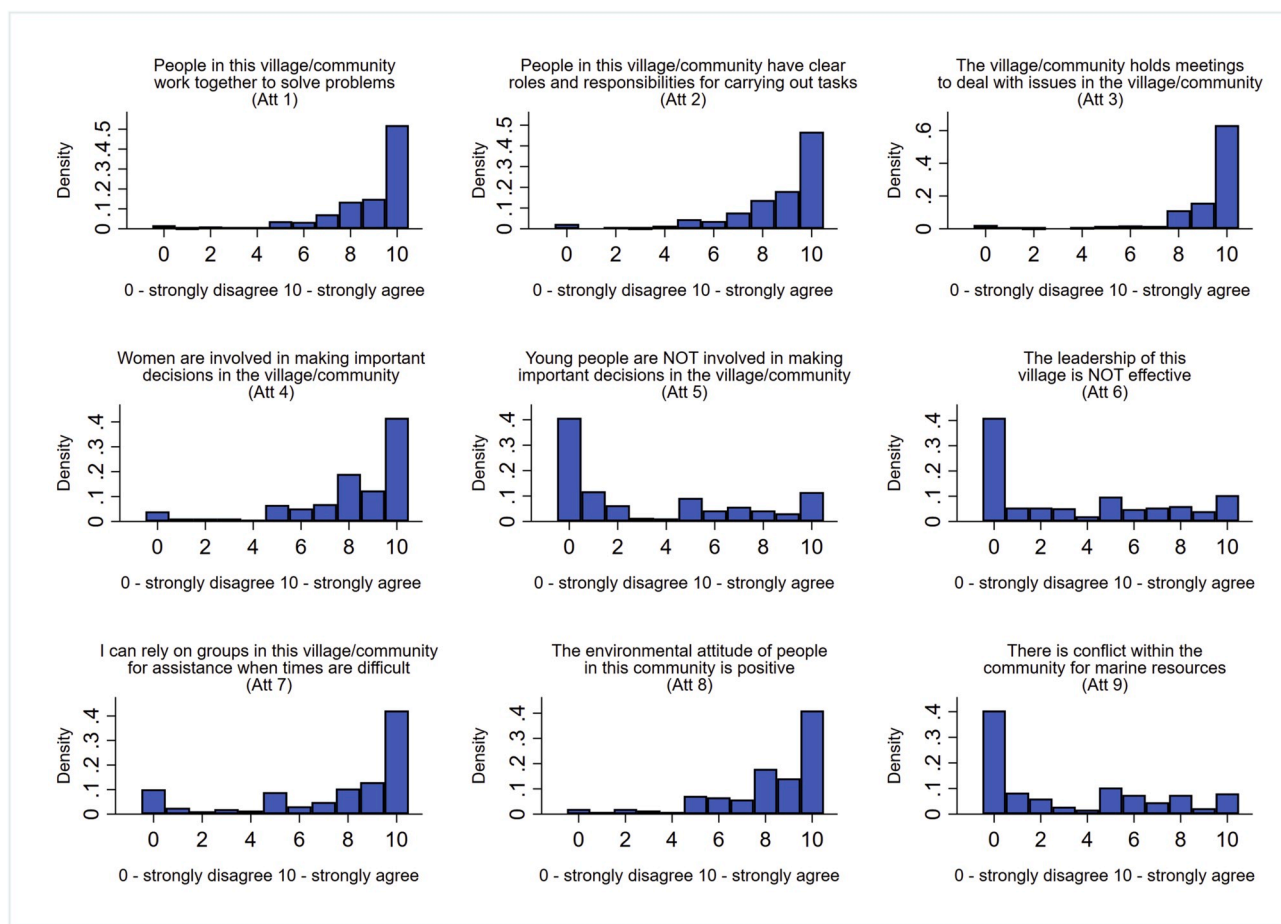 People in this village/community
work together to solve problems
(Att 1)
Density
0 .1 .2 .3 .4 .5
0 2 4 6 8 10
0 - strongly disagree 10 - strongly agree
People in this village/community have clear
roles and responsibilities for carrying out tasks
(Att 2)
Density
0 .1 .2 .3 .4 .5
0 2 4 6 8 10
0 - strongly disagree 10 - strongly agree
The village/community holds meetings
to deal with issues in the village/community
(Att 3)
Density
0 .2 .4 .6
0 2 4 6 8 10
0 - strongly disagree 10 - strongly agree
Women are involved in making important
decisions in the village/community
(Att 4)
Density
0 .1 .2 .3 .4
0 2 4 6 8 10
0 - strongly disagree 10 - strongly agree
Young people are NOT involved in making
important decisions in the village/community
(Att 5)
Density
0 .1 .2 .3 .4
0 2 4 6 8 10
0 - strongly disagree 10 - strongly agree
The leadership of this
village is NOT effective
(Att 6)
Density
0 .1 .2 .3 .4
0 2 4 6 8 10
0 - strongly disagree 10 - strongly agree
I can rely on groups in this village/community
for assistance when times are difficult
(Att 7)
Density
0 .1 .2 .3 .4
0 2 4 6 8 10
0 - strongly disagree 10 - strongly agree
The environmental attitude of people
in this community is positive
(Att 8)
Density
0 .1 .2 .3 .4
0 2 4 6 8 10
0 - strongly disagree 10 - strongly agree
There is conflict within the
community for marine resources
(Att 9)
Density
0 .1 .2 .3 .4
0 2 4 6 8 10
0 - strongly disagree 10 - strongly agree